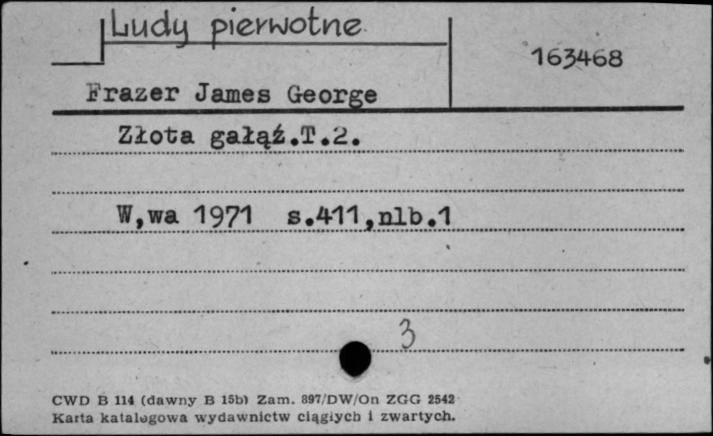 Ludy pierwotne
163468
Frazer James George
Złota gałąź.T.2.
W,wa 1971 s.411,nlb.1
3
CWD B 114 (dawny B 15b) Zam. 897/DW/On ZGG 2542
Karta katalogowa wydawnictw ciągłych i zwartych.